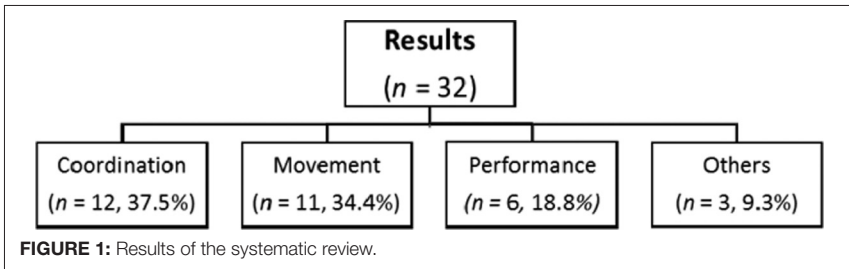 Results
(n = 32)
Coordination
(n = 12, 37.5%)
Movement
(n = 11, 34.4%)
Performance
(n = 6, 18.8%)
Others
(n = 3, 9.3%)
FIGURE 1: Results of the systematic review.